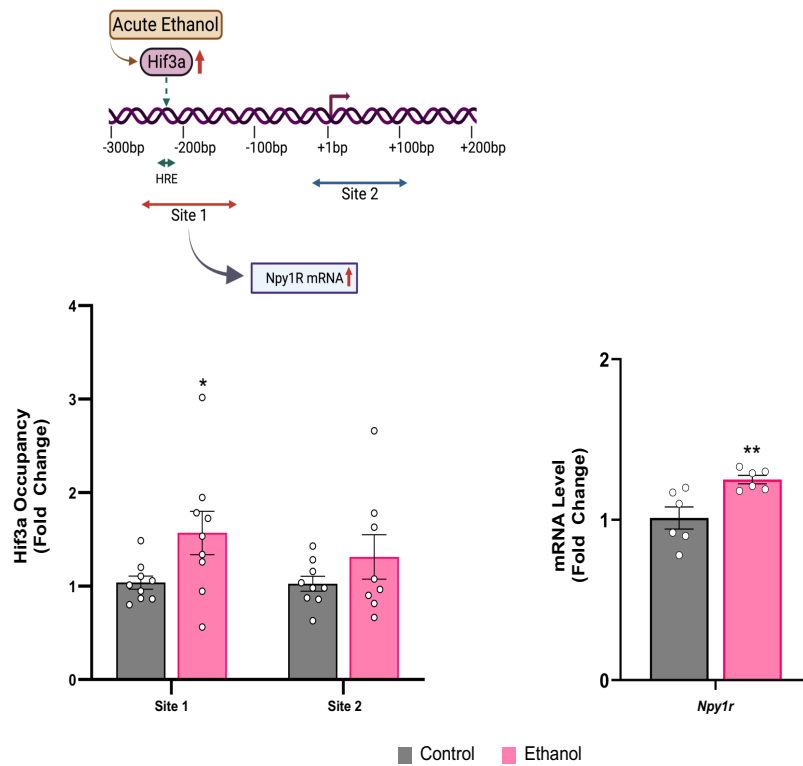 Acute Ethanol
Hif3a
-300bp -200bp -100bp +1bp +100bp +200bp
HRE
Site 1
Site 2
Npy1R mRNA
4
3
2
1
0
Hif3a Occupancy
(Fold Change)
*
Site 1 Site 2
2
1
0
mRNA Level
(Fold Change)
**
Npy1r
Control Ethanol